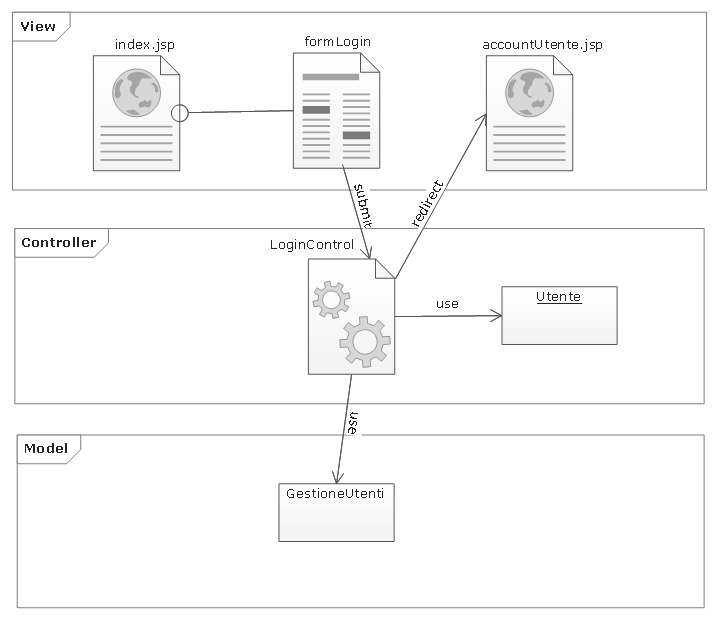 View
index.jsp
formLogin
accountUtente.jsp
submit
redirect
Controller
LoginControl
use
Utente
use
Model
GestioneUtenti